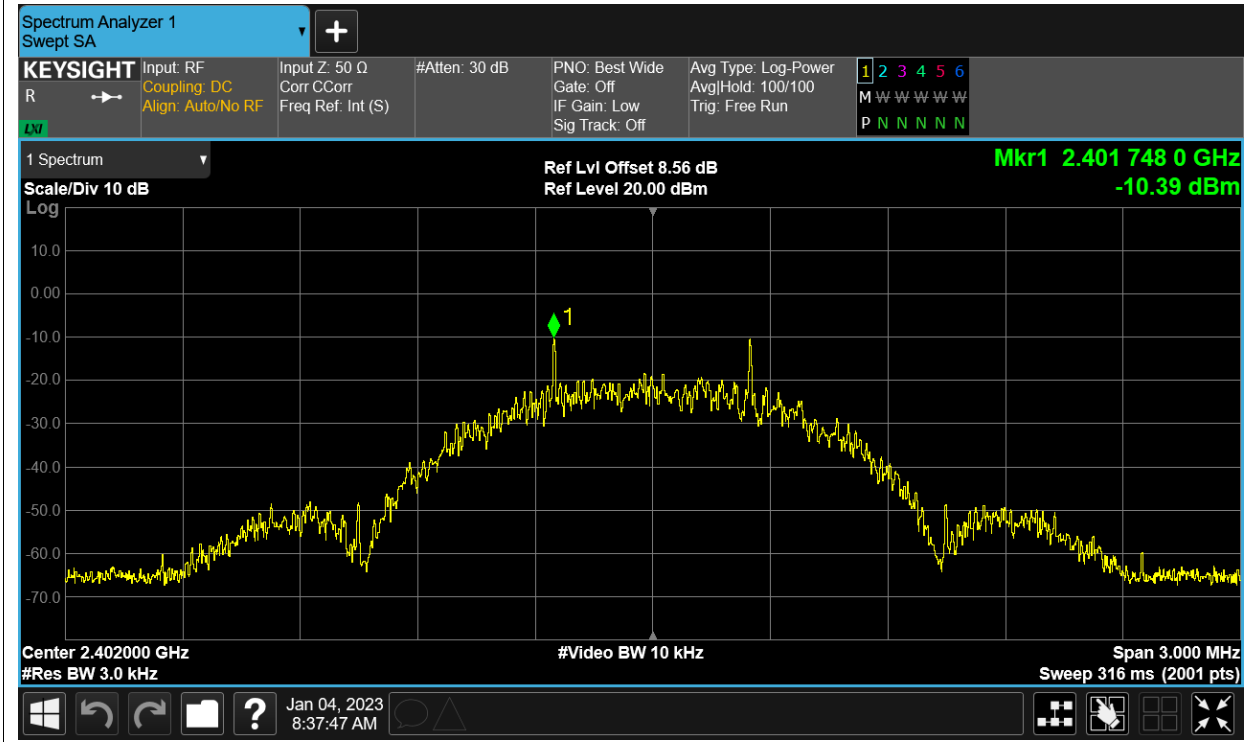 Spectrum Analyzer 1
Swept SA
KEYSIGHT
R
LXI
Input: RF
Coupling: DC
Align: Auto/No RF
Input Z: 50 Ω
Corr CCorr
Freq Ref: Int (S)
#Atten: 30 dB
PNO: Best Wide
Gate: Off
IF Gain: Low
Sig Track: Off
Avg Type: Log-Power
Avg|Hold: 100/100
Trig: Free Run
1 2 3 4 5 6
M W W W W W
P N N N N N
1 Spectrum
Scale/Div 10 dB
Log
Ref Lvl Offset 8.56 dB
Ref Level 20.00 dBm
Mkr1 2.401 748 0 GHz
-10.39 dBm
10.0
0.00
-10.0
-20.0
-30.0
-40.0
-50.0
-60.0
-70.0
1
Center 2.402000 GHz
#Res BW 3.0 kHz
#Video BW 10 kHz
Span 3.000 MHz
Sweep 316 ms (2001 pts)
?
Jan 04, 2023
8:37:47 AM